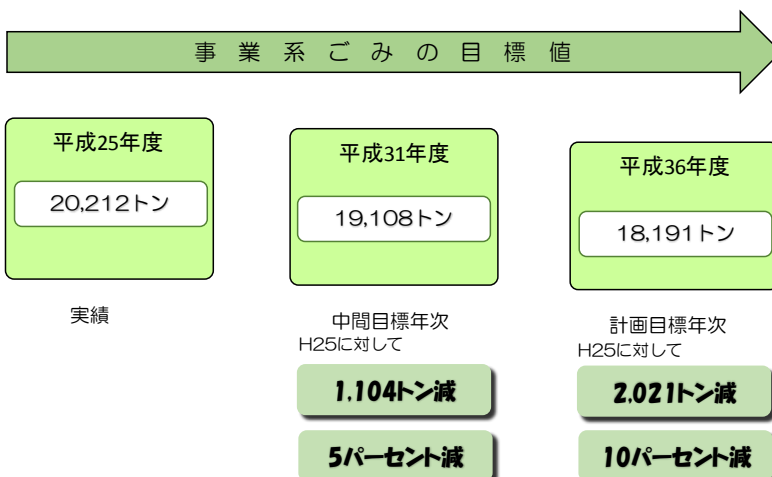 事業系ごみの目標値
平成25年度
20,212トン
実績
平成31年度
19,108トン
中間目標年次
H25に対して
1,104トン減
5パーセント減
平成36年度
18,191トン
計画目標年次
H25に対して
2,021トン減
10パーセント減